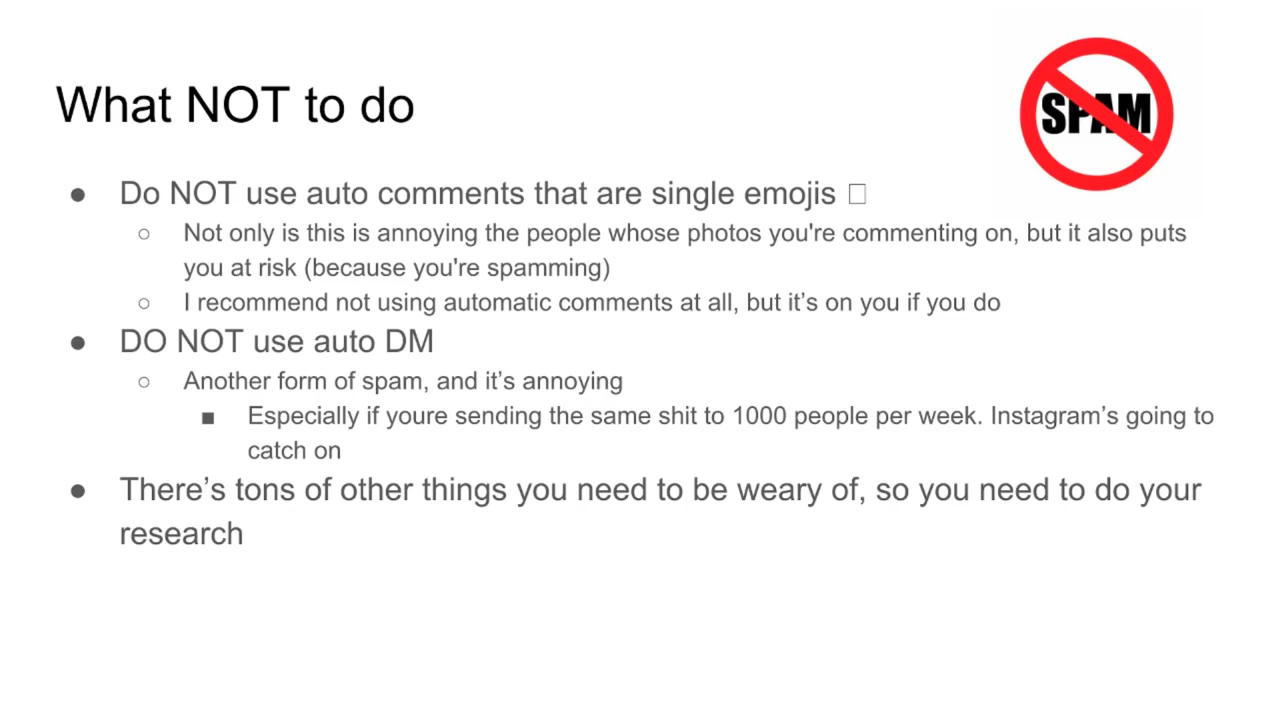 What NOT to do
SPAM
● Do NOT use auto comments that are single emojis □
○ Not only is this is annoying the people whose photos you're commenting on, but it also puts
you at risk (because you're spamming)
○ I recommend not using automatic comments at all, but it’s on you if you do
● DO NOT use auto DM
○ Another form of spam, and it’s annoying
■ Especially if youre sending the same shit to 1000 people per week. Instagram’s going to
catch on
● There’s tons of other things you need to be weary of, so you need to do your
research